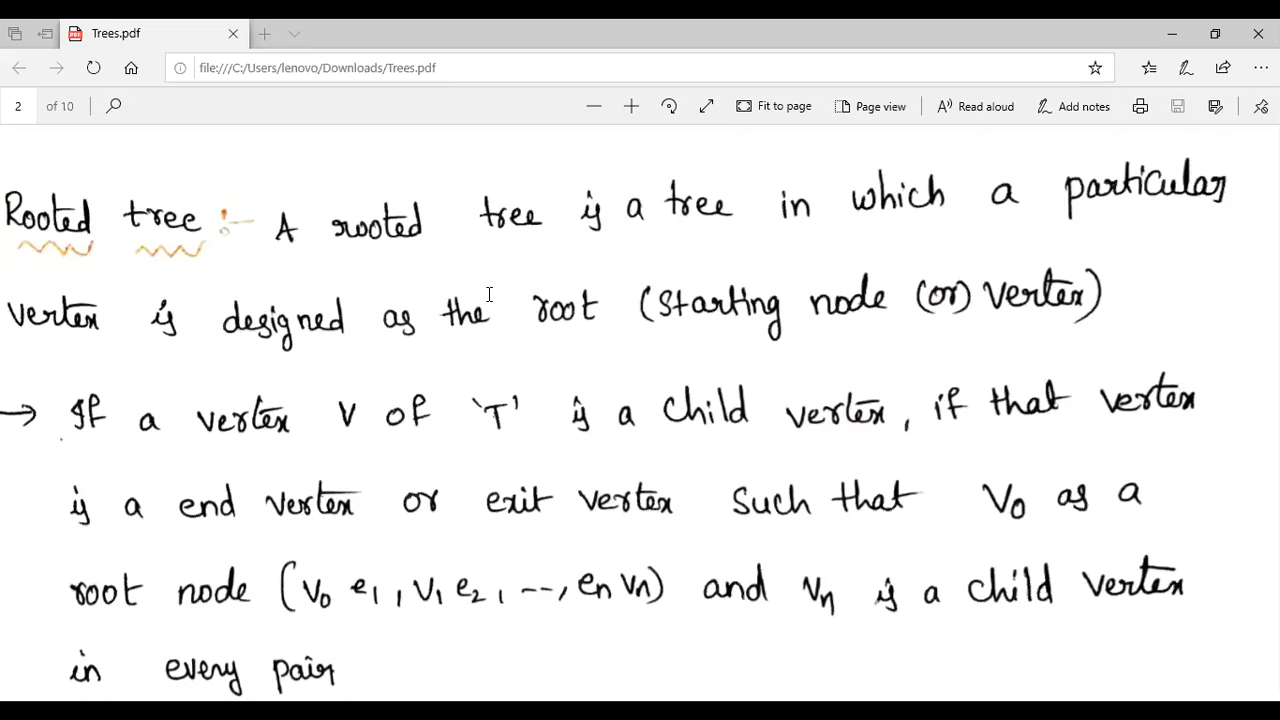 Trees.pdf
file:///C:/Users/lenovo/Downloads/Trees.pdf
2 of 10 Fit to page Page view Read aloud Add notes
Rooted tree :- A rooted tree is a tree in which a particular
vertex is designed as the root (starting node (or) vertex)
→ If a vertex V of 'T' is a child vertex, if that vertex
is a end vertex or exit vertex such that V₀ as a
root node (V₀ e₁, V₁ e₂, --, eₙ Vₙ) and Vₙ is a child vertex
in every pair